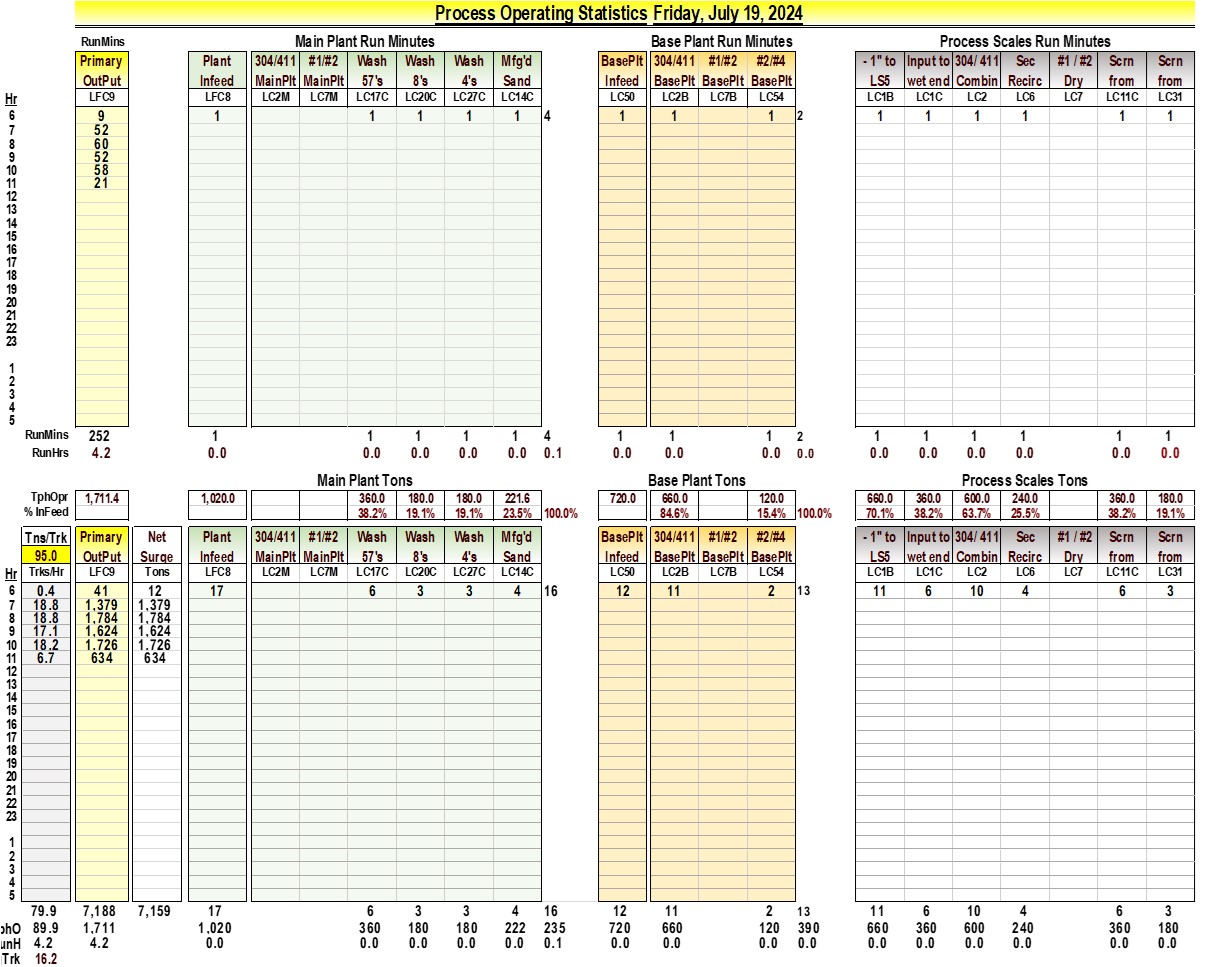 Process Operating Statistics Friday, July 19, 2024
RunMins Main Plant Run Minutes Base Plant Run Minutes Process Scales Run Minutes
Primary Plant 304/411 #1/#2 Wash Wash Wash Mfg'd BasePlt 304/411 #1/#2 #2/#4 - 1" to Input to 304/ 411 Sec #1 / #2 Scrn Scrn
OutPut Infeed MainPlt MainPlt 57's 8's 4's Sand Infeed BasePlt BasePlt BasePlt LS5 wet end Combin Recirc Dry from from
Hr LFC9 LFC8 LC2M LC7M LC17C LC20C LC27C LC14C LC50 LC2B LC7B LC54 LC1B LC1C LC2 LC6 LC7 LC11C LC31
6 9 1 1 1 1 1 4 1 1 1 2 1 1 1 1 1 1
7 52
8 60
9 52
10 58
11 21
12
13
14
15
16
17
18
19
20
21
22
23
1
2
3
4
5
RunMins 252 1 1 1 1 1 4 1 1 1 2 1 1 1 1 1 1
RunHrs 4.2 0.0 0.0 0.0 0.0 0.0 0.1 0.0 0.0 0.0 0.0 0.0 0.0 0.0 0.0 0.0 0.0
Main Plant Tons Base Plant Tons Process Scales Tons
TphOpr 1,711.4 1,020.0 360.0 180.0 180.0 221.6 720.0 660.0 120.0 660.0 360.0 600.0 240.0 360.0 180.0
% InFeed 38.2% 19.1% 19.1% 23.5% 100.0% 84.6% 15.4% 100.0% 70.1% 38.2% 63.7% 25.5% 38.2% 19.1%
Tns/Trk Primary Net Plant 304/411 #1/#2 Wash Wash Wash Mfg'd BasePlt 304/411 #1/#2 #2/#4 - 1" to Input to 304/ 411 Sec #1 / #2 Scrn Scrn
95.0 OutPut Surge Infeed MainPlt MainPlt 57's 8's 4's Sand Infeed BasePlt BasePlt BasePlt LS5 wet end Combin Recirc Dry from from
Hr Trks/Hr LFC9 Tons LFC8 LC2M LC7M LC17C LC20C LC27C LC14C LC50 LC2B LC7B LC54 LC1B LC1C LC2 LC6 LC7 LC11C LC31
6 0.4 41 12 17 6 3 3 4 16 12 11 2 13 11 6 10 4 6 3
7 18.8 1,379 1,379
8 18.8 1,784 1,784
9 17.1 1,624 1,624
10 18.2 1,726 1,726
11 6.7 634 634
12
13
14
15
16
17
18
19
20
21
22
23
1
2
3
4
5
79.9 7,188 7,159 17 6 3 3 4 16 12 11 2 13 11 6 10 4 6 3
phO 89.9 1,711 1,020 360 180 180 222 235 720 660 120 390 660 360 600 240 360 180
unH 4.2 4.2 0.0 0.0 0.0 0.0 0.0 0.1 0.0 0.0 0.0 0.0 0.0 0.0 0.0 0.0 0.0 0.0
Trk 16.2